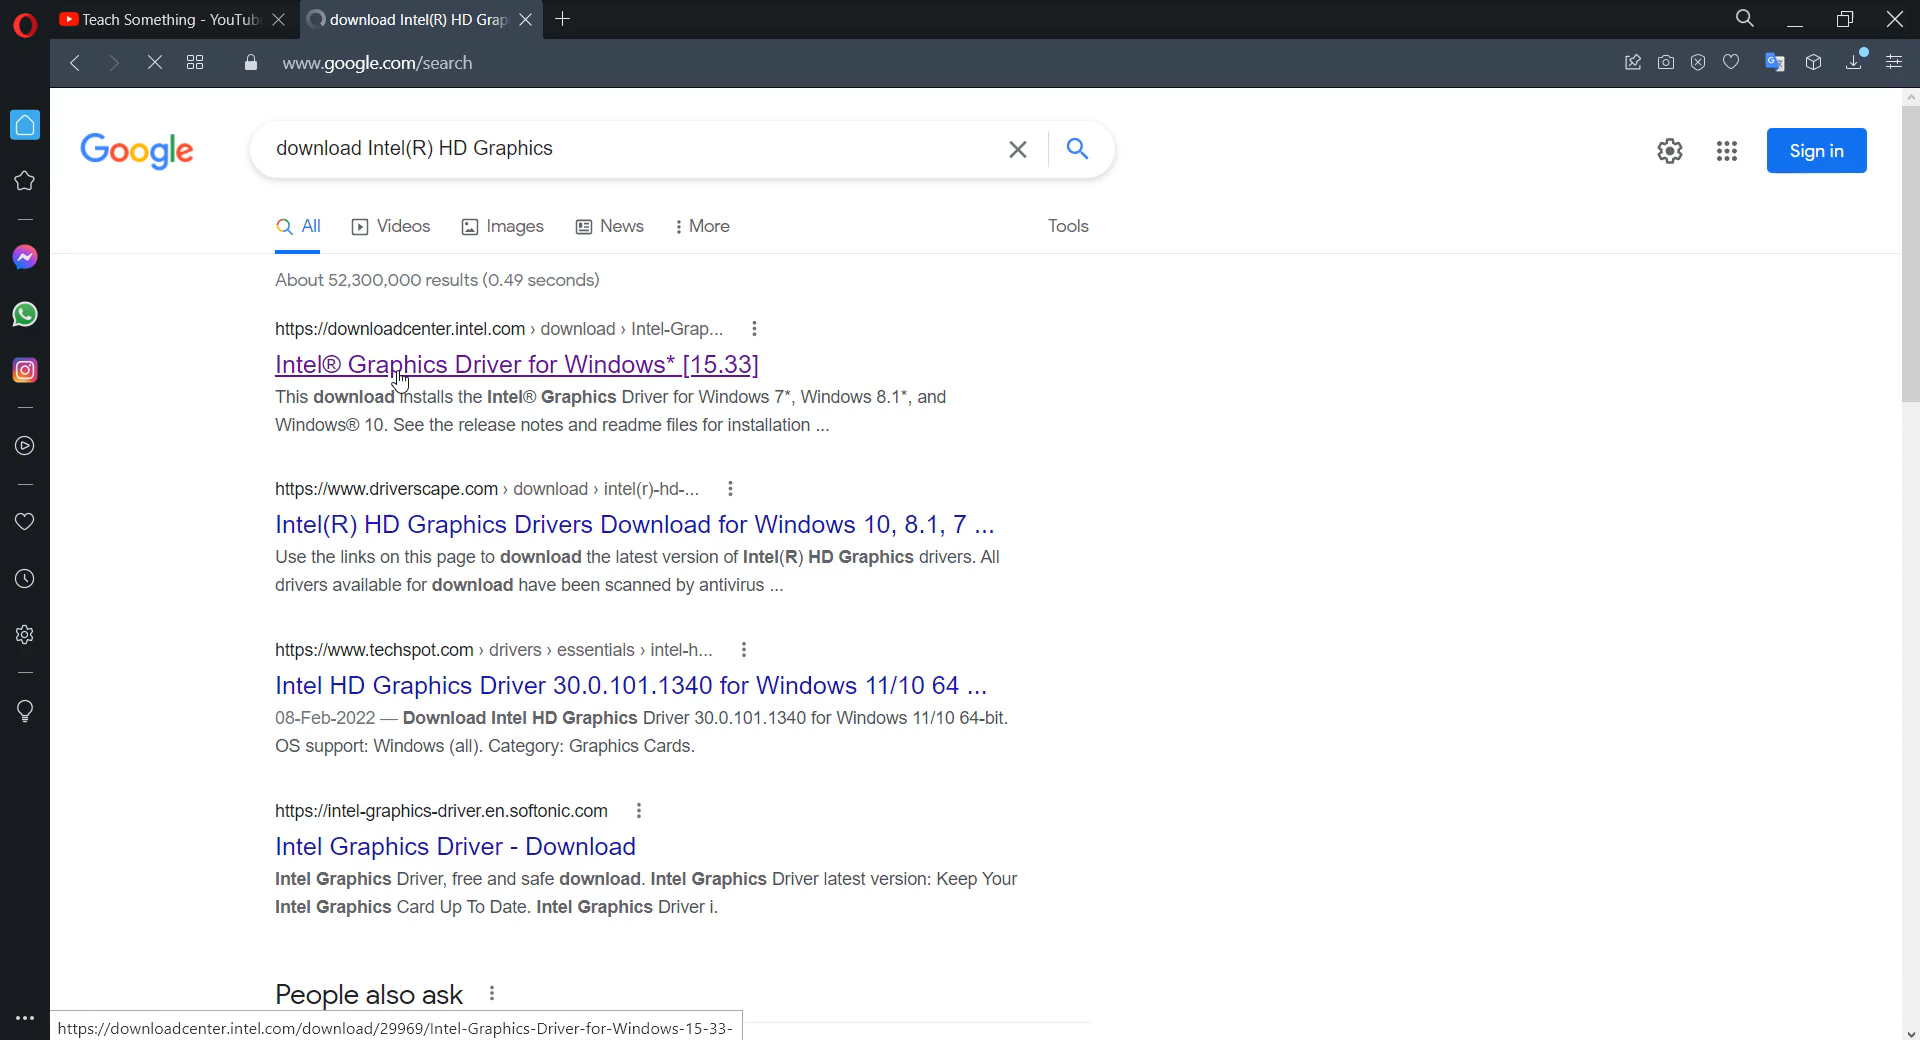 Teach Something - YouTub
download Intel(R) HD Grap
www.google.com/search
Google
download Intel(R) HD Graphics
Sign in
All
Videos
Images
News
More
Tools
About 52,300,000 results (0.49 seconds)
https://downloadcenter.intel.com › download › Intel-Grap...
Intel® Graphics Driver for Windows* [15.33]
This download installs the Intel® Graphics Driver for Windows 7*, Windows 8.1*, and
Windows® 10. See the release notes and readme files for installation ...
https://www.driverscape.com › download › intel(r)-hd-...
Intel(R) HD Graphics Drivers Download for Windows 10, 8.1, 7 ...
Use the links on this page to download the latest version of Intel(R) HD Graphics drivers. All
drivers available for download have been scanned by antivirus ...
https://www.techspot.com › drivers › essentials › intel-h...
Intel HD Graphics Driver 30.0.101.1340 for Windows 11/10 64 ...
08-Feb-2022 — Download Intel HD Graphics Driver 30.0.101.1340 for Windows 11/10 64-bit.
OS support: Windows (all). Category: Graphics Cards.
https://intel-graphics-driver.en.softonic.com
Intel Graphics Driver - Download
Intel Graphics Driver, free and safe download. Intel Graphics Driver latest version: Keep Your
Intel Graphics Card Up To Date. Intel Graphics Driver i.
People also ask
https://downloadcenter.intel.com/download/29969/Intel-Graphics-Driver-for-Windows-15-33-